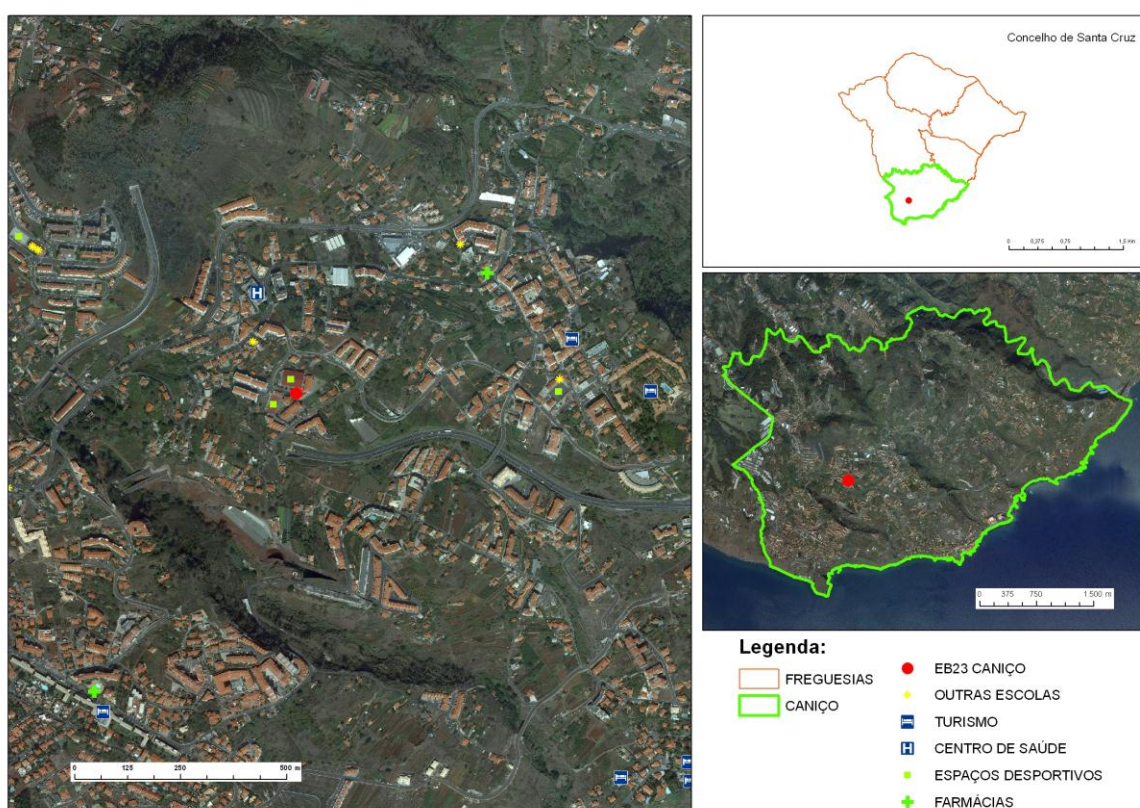 Concelho de Santa Cruz
0 0,375 0,75 1,5 Km
0 375 750 1.500 m
0 125 250 500 m
H
Legenda:
FREGUESIAS
CANIÇO
EB23 CANIÇO
OUTRAS ESCOLAS
TURISMO
H CENTRO DE SAÚDE
ESPAÇOS DESPORTIVOS
FARMÁCIAS